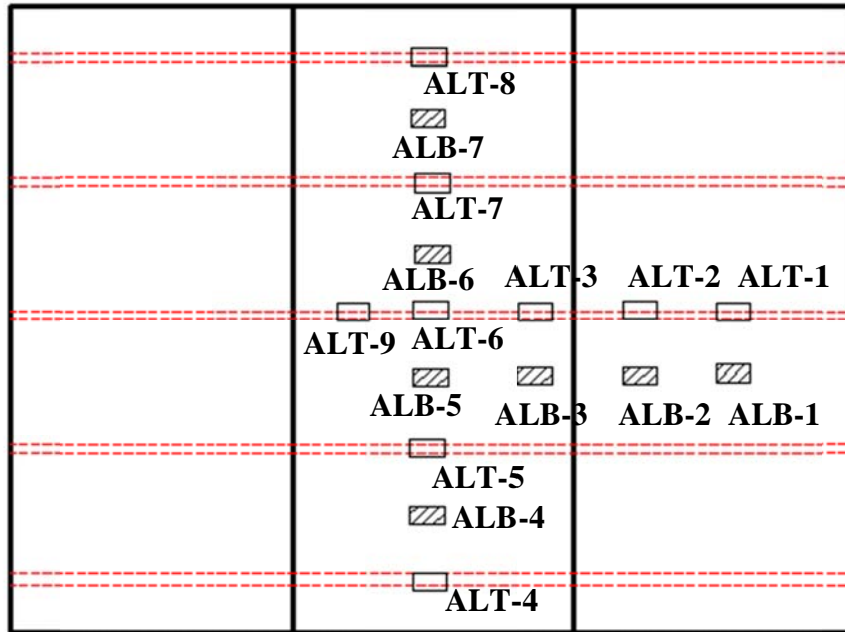 ALT-8
ALB-7
ALT-7
ALB-6 ALT-3 ALT-2 ALT-1
ALT-9 ALT-6
ALB-5 ALB-3 ALB-2 ALB-1
ALT-5
ALB-4
ALT-4